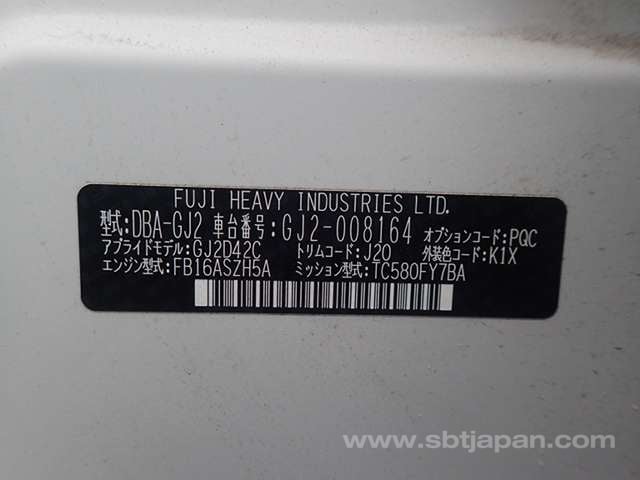 FUJI HEAVY INDUSTRIES LTD.
型式:DBA-GJ2 車台番号:GJ2-008164 オプションコード:PQC
アプライドモデル:GJ2D42C トリムコード:J20 外装色コード:K1X
エンジン型式:FB16ASZH5A ミッション型式:TC580FY7BA
www.sbtjapan.com